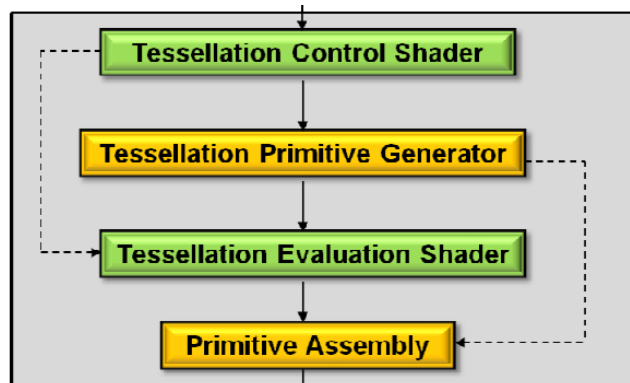 Tessellation Control Shader
Tessellation Primitive Generator
Tessellation Evaluation Shader
Primitive Assembly